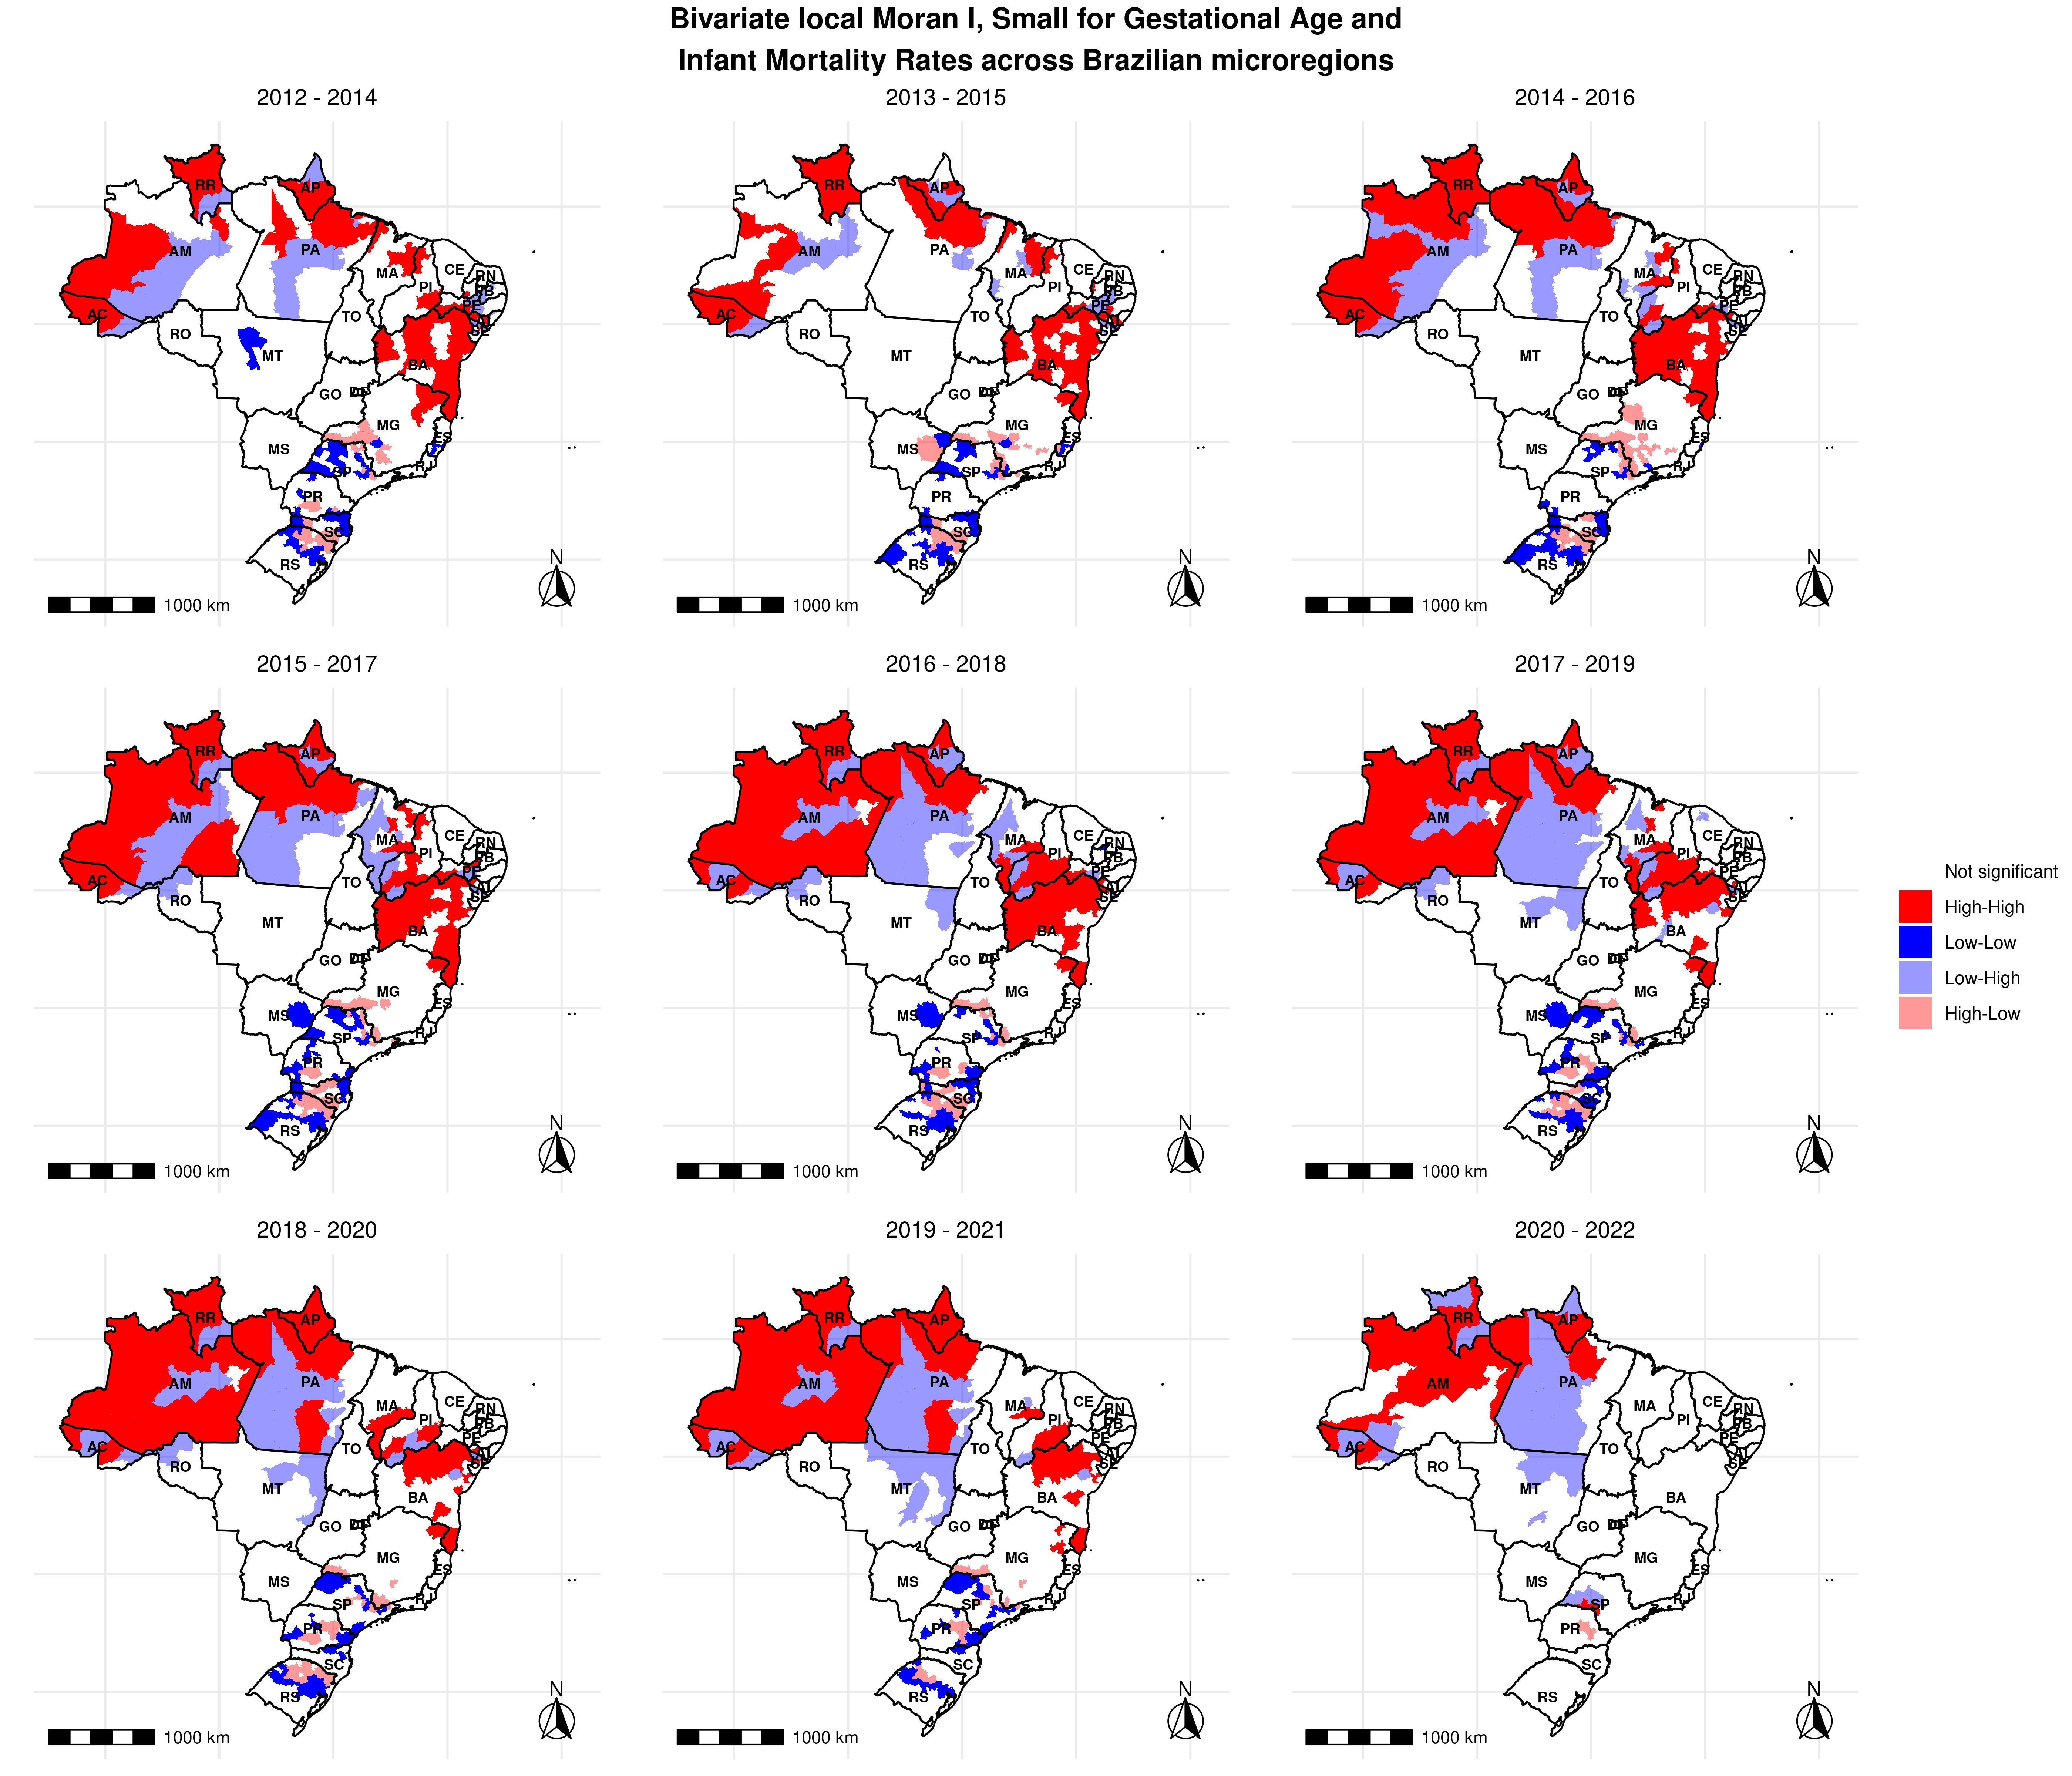 Bivariate local Moran I, Small for Gestational Age and
Infant Mortality Rates across Brazilian microregions
2012 - 2014
RR
AP
AM
PA
MA
CE
RN
PB
PI
PE
AC
AL
SE
TO
RO
MT
BA
GO
DF
MG
ES
MS
SP
RJ
PR
SC
RS
N
1000 km
2013 - 2015
RR
AP
AM
PA
MA
CE
RN
PB
PI
PE
AC
AL
SE
TO
RO
MT
BA
GO
DF
MG
ES
MS
SP
RJ
PR
SC
RS
N
1000 km
2014 - 2016
RR
AP
AM
PA
MA
CE
RN
PB
PI
PE
AC
AL
SE
TO
RO
MT
BA
GO
DF
MG
ES
MS
SP
RJ
PR
SC
RS
N
1000 km
2015 - 2017
RR
AP
AM
PA
MA
CE
RN
PB
PI
PE
AC
AL
SE
TO
RO
MT
BA
GO
DF
MG
ES
MS
SP
RJ
PR
SC
RS
N
1000 km
2016 - 2018
RR
AP
AM
PA
MA
CE
RN
PB
PI
PE
AC
AL
SE
TO
RO
MT
BA
GO
DF
MG
ES
MS
SP
RJ
PR
SC
RS
N
1000 km
2017 - 2019
RR
AP
AM
PA
MA
CE
RN
PB
PI
PE
AC
AL
SE
TO
RO
MT
BA
GO
DF
MG
ES
MS
SP
RJ
PR
SC
RS
N
1000 km
Not significant
High-High
Low-Low
Low-High
High-Low
2018 - 2020
RR
AP
AM
PA
MA
CE
RN
PB
PI
PE
AC
AL
SE
TO
RO
MT
BA
GO
DF
MG
ES
MS
SP
RJ
PR
SC
RS
N
1000 km
2019 - 2021
RR
AP
AM
PA
MA
CE
RN
PB
PI
PE
AC
AL
SE
TO
RO
MT
BA
GO
DF
MG
ES
MS
SP
RJ
PR
SC
RS
N
1000 km
2020 - 2022
RR
AP
AM
PA
MA
CE
RN
PB
PI
PE
AC
AL
SE
TO
RO
MT
BA
GO
DF
MG
ES
MS
SP
RJ
PR
SC
RS
N
1000 km